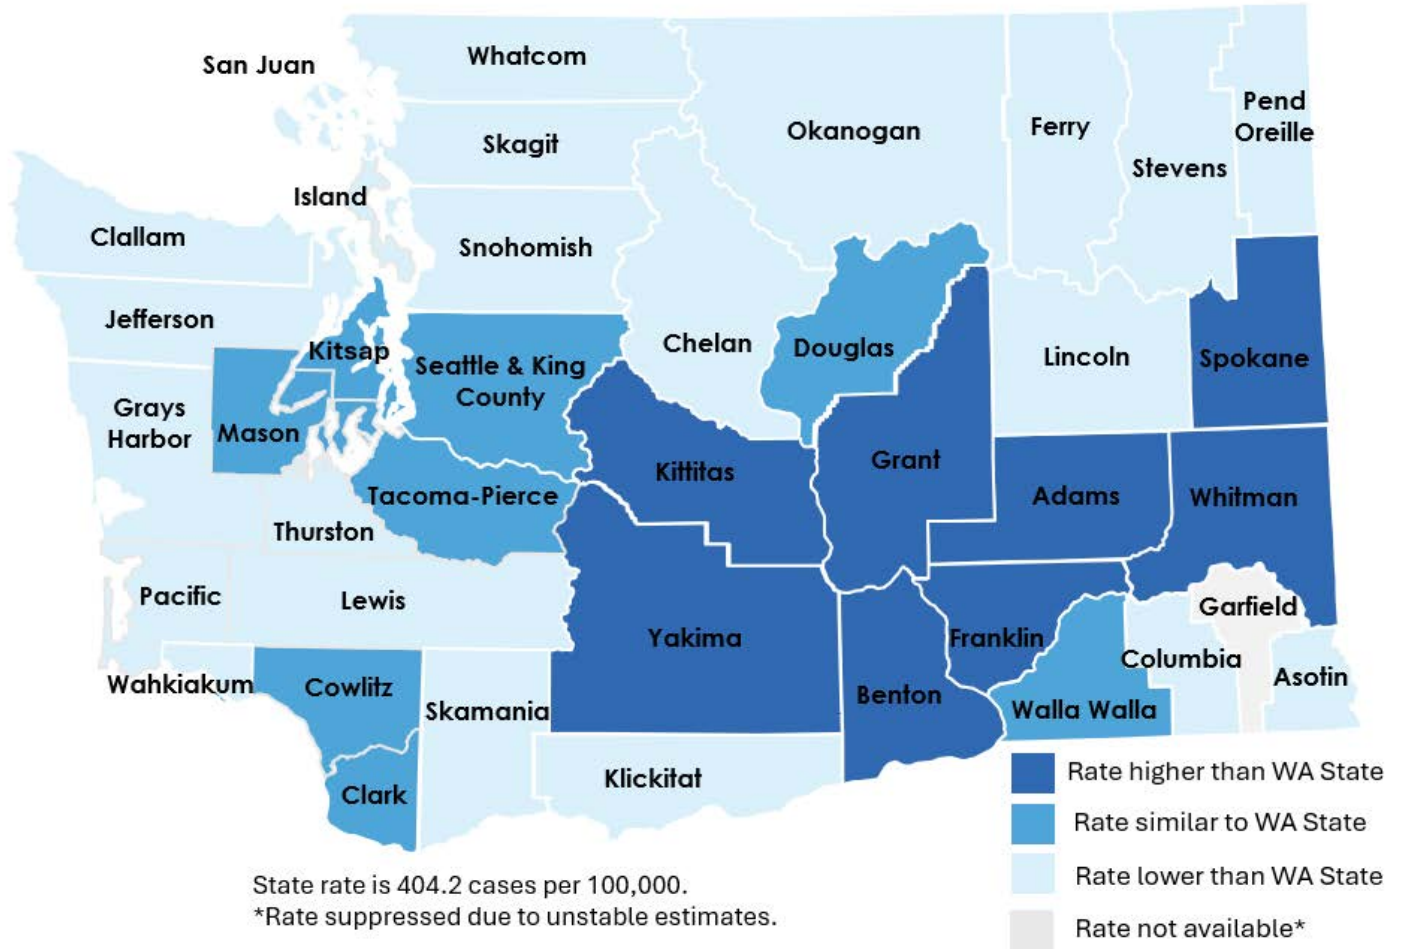 San Juan
Whatcom
Skagit
Okanogan
Ferry
Stevens
Pend
Oreille
Island
Clallam
Snohomish
Jefferson
Kitsap
Seattle & King
County
Chelan
Douglas
Lincoln
Spokane
Grays
Harbor
Mason
Kittitas
Grant
Tacoma-Pierce
Adams
Whitman
Thurston
Pacific
Lewis
Yakima
Franklin
Garfield
Columbia
Asotin
Wahkiakum
Cowlitz
Skamania
Benton
Walla Walla
Clark
Klickitat
Rate higher than WA State
Rate similar to WA State
Rate lower than WA State
Rate not available*
State rate is 404.2 cases per 100,000.
*Rate suppressed due to unstable estimates.